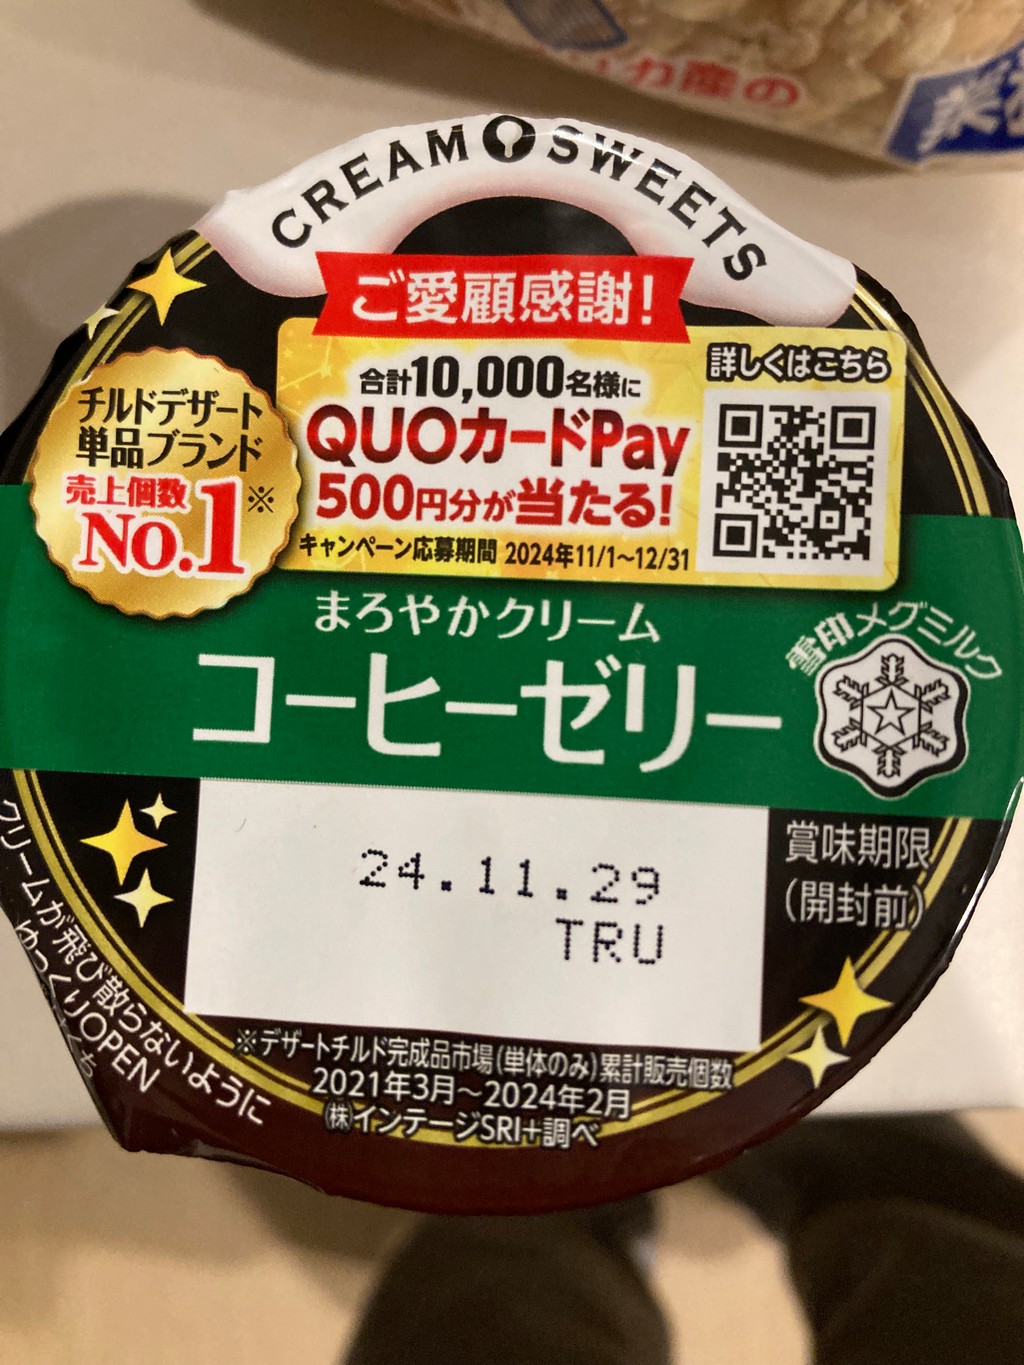 カ産の
CREAM SWEETS
ご愛顧感謝!
合計10,000名様に
QUOカードPay
500円分が当たる!
キャンペーン応募期間 2024年11/1~12/31
詳しくはこちら
チルドデザート
単品ブランド
売上個数
No.1※
まろやかクリーム
コーヒーゼリー
雪印メグミルク
24.11.29
TRU
賞味期限
(開封前)
※デザートチルド完成品市場(単体のみ)累計販売個数
2021年3月~2024年2月
㈱インテージSRI+調べ
クリームが飛び散らないように
ゆっくりOPEN